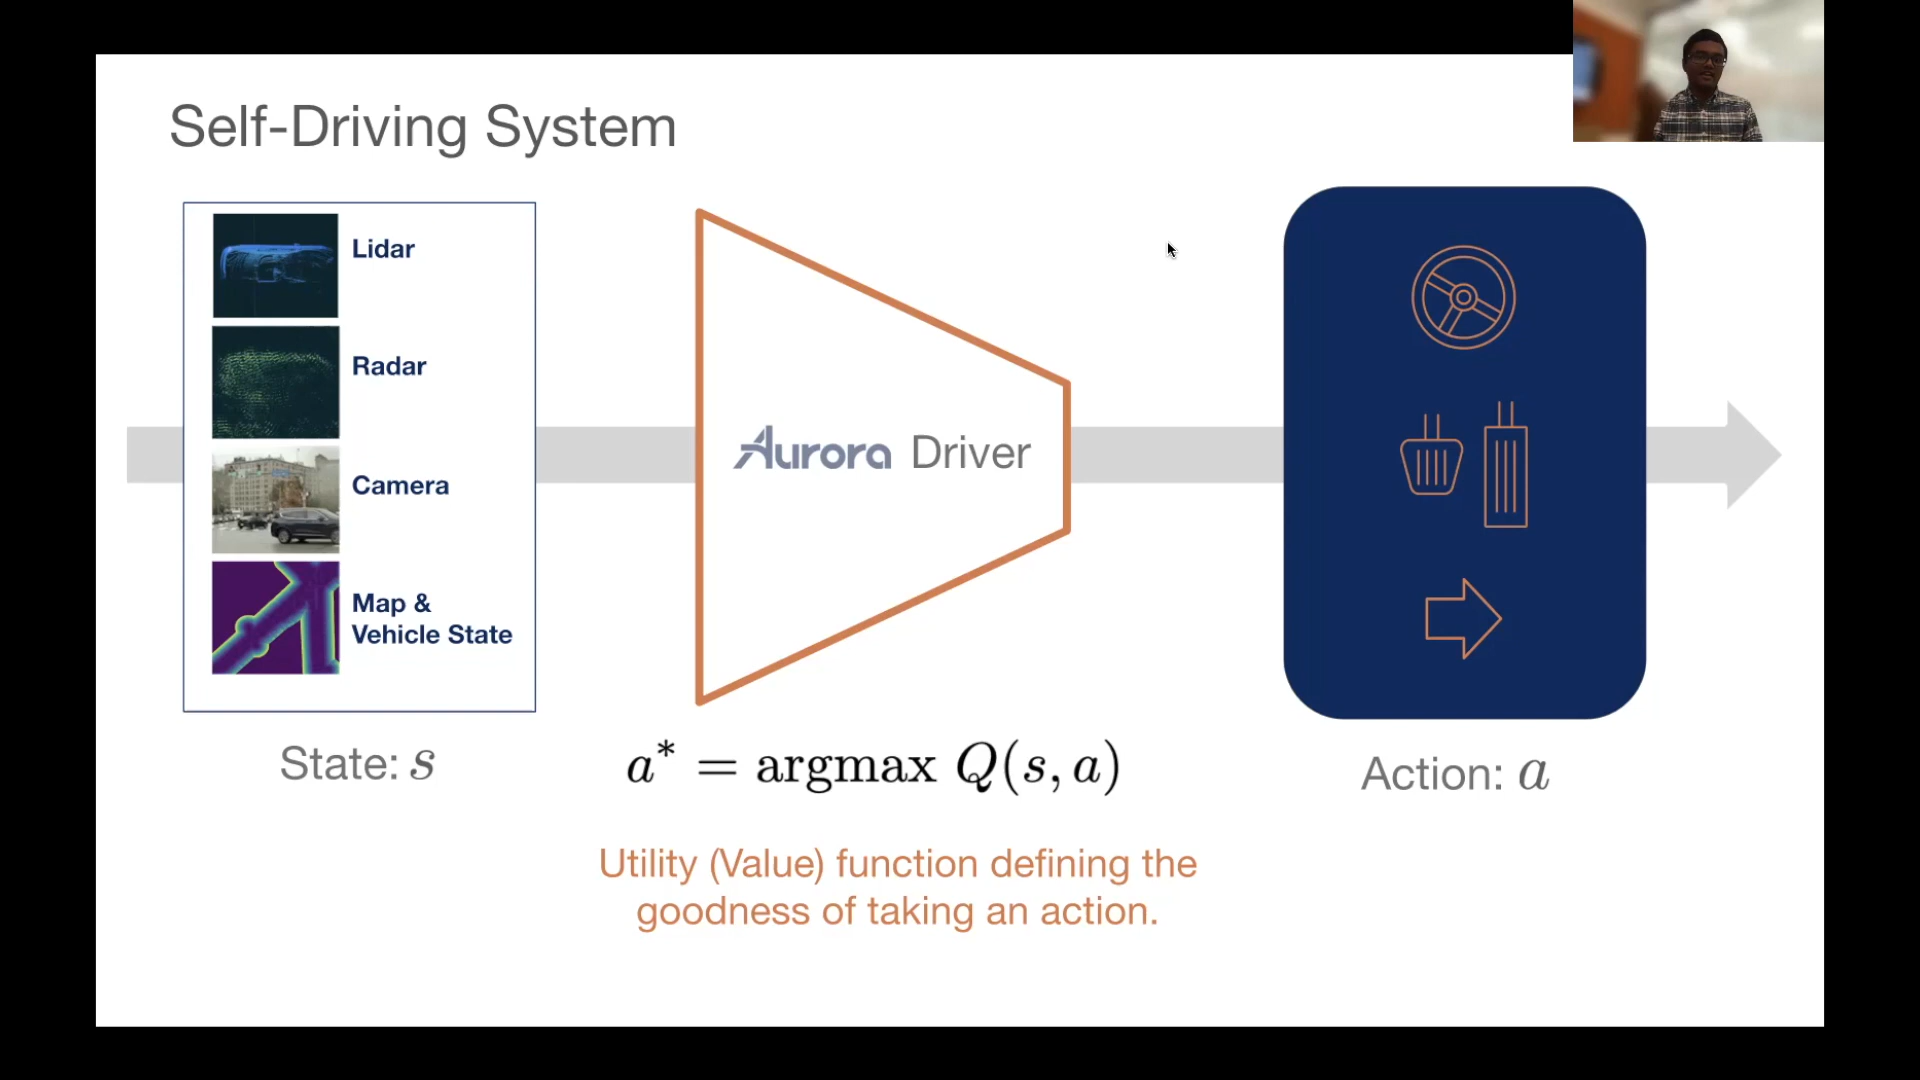 Self-Driving System
Lidar
Radar
Camera
Map &
Vehicle State
Aurora Driver
State: s
a* = argmax Q(s, a)
Action: a
Utility (Value) function defining the
goodness of taking an action.